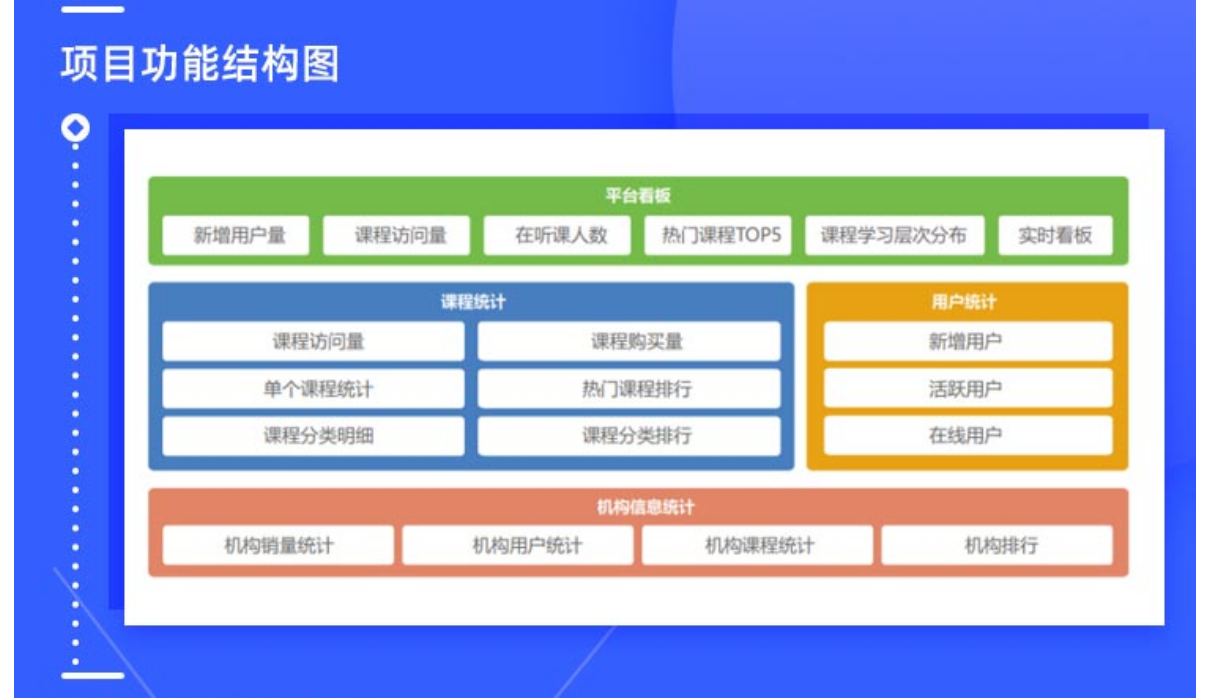 项目功能结构图
平台看板
新增用户量 课程访问量 在听课人数 热门课程TOP5 课程学习层次分布 实时看板
课程统计
课程访问量 课程购买量
单个课程统计 热门课程排行
课程分类明细 课程分类排行
用户统计
新增用户
活跃用户
在线用户
机构信息统计
机构销量统计 机构用户统计 机构课程统计 机构排行